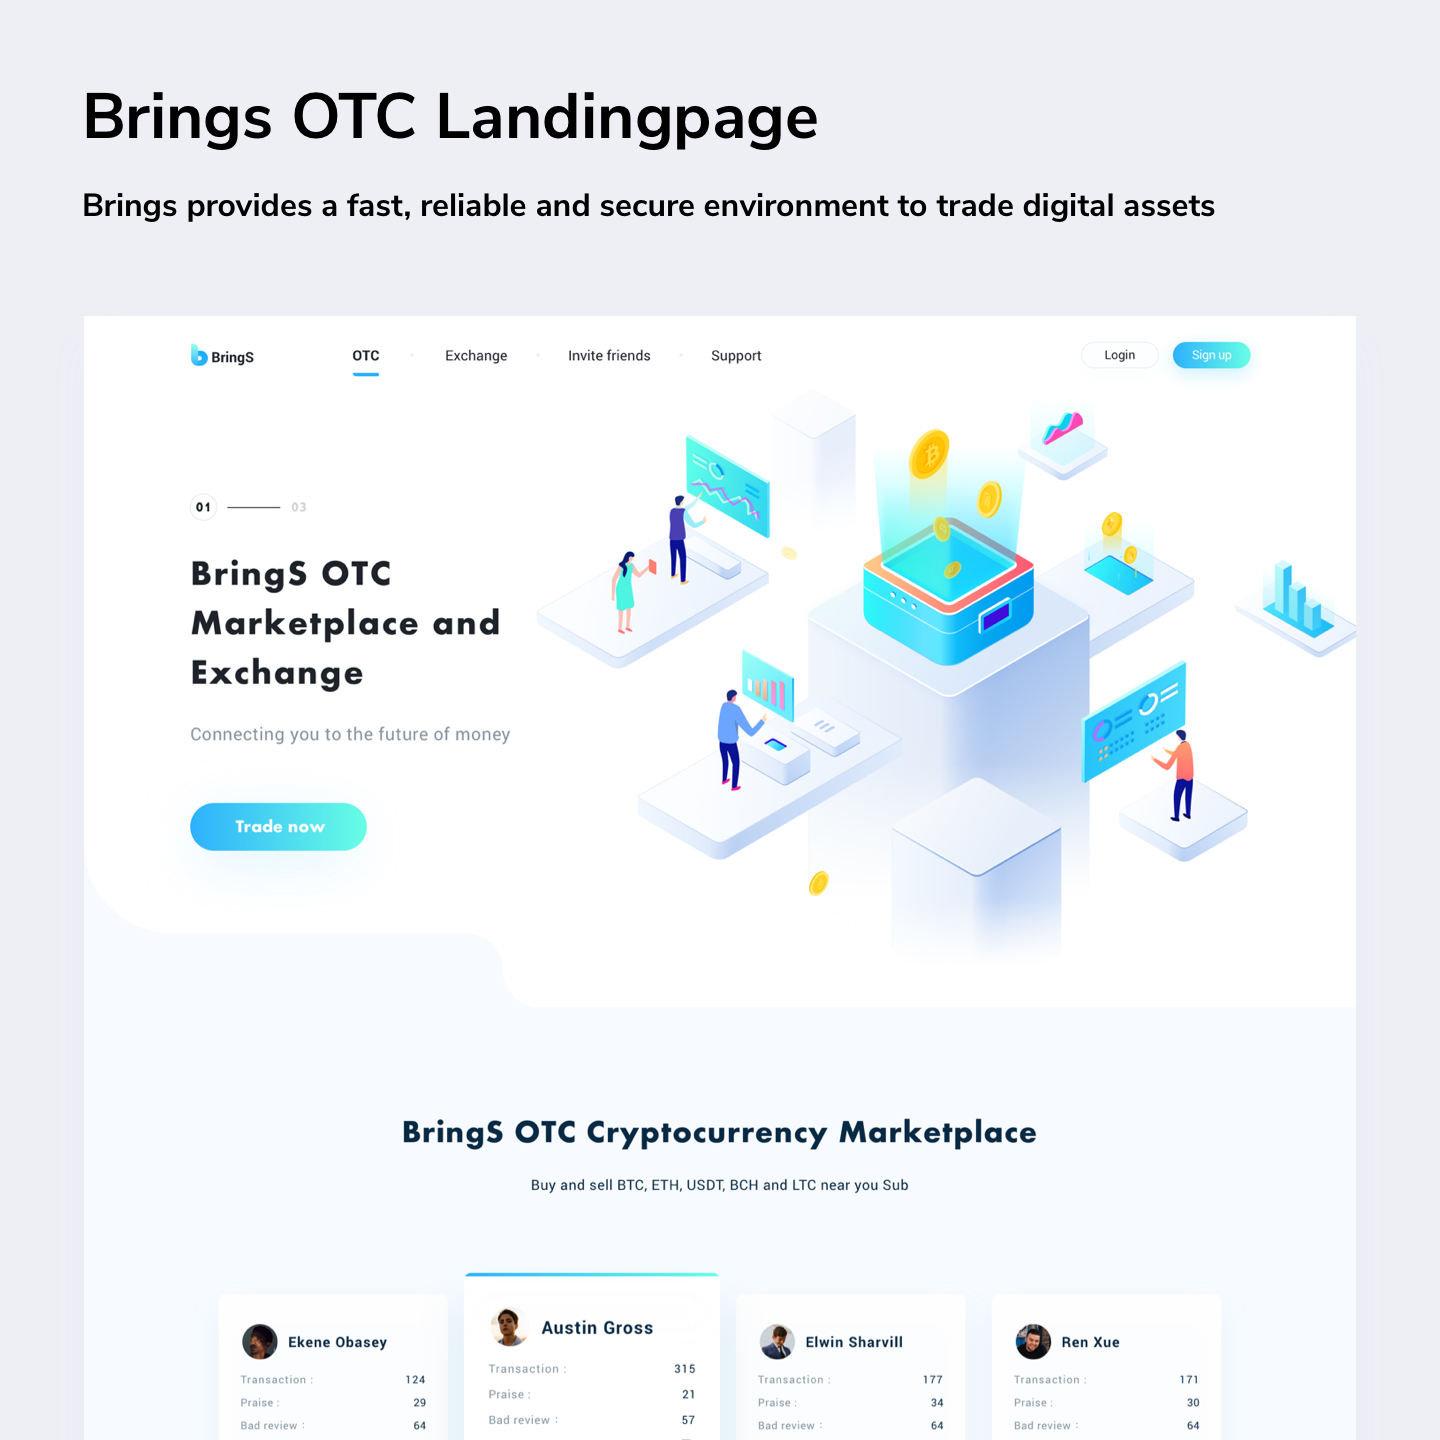 Brings OTC Landingpage
Brings provides a fast, reliable and secure environment to trade digital assets
BringS OTC Exchange Invite friends Support Login Sign up
01 03
BringS OTC
Marketplace and
Exchange
Connecting you to the future of money
Trade now
BringS OTC Cryptocurrency Marketplace
Buy and sell BTC, ETH, USDT, BCH and LTC near you Sub
Ekene Obasey
Transaction : 124
Praise : 29
Bad review : 64
Austin Gross
Transaction : 315
Praise : 21
Bad review : 57
Elwin Sharvill
Transaction : 177
Praise : 34
Bad review : 64
Ren Xue
Transaction : 171
Praise : 30
Bad review : 64